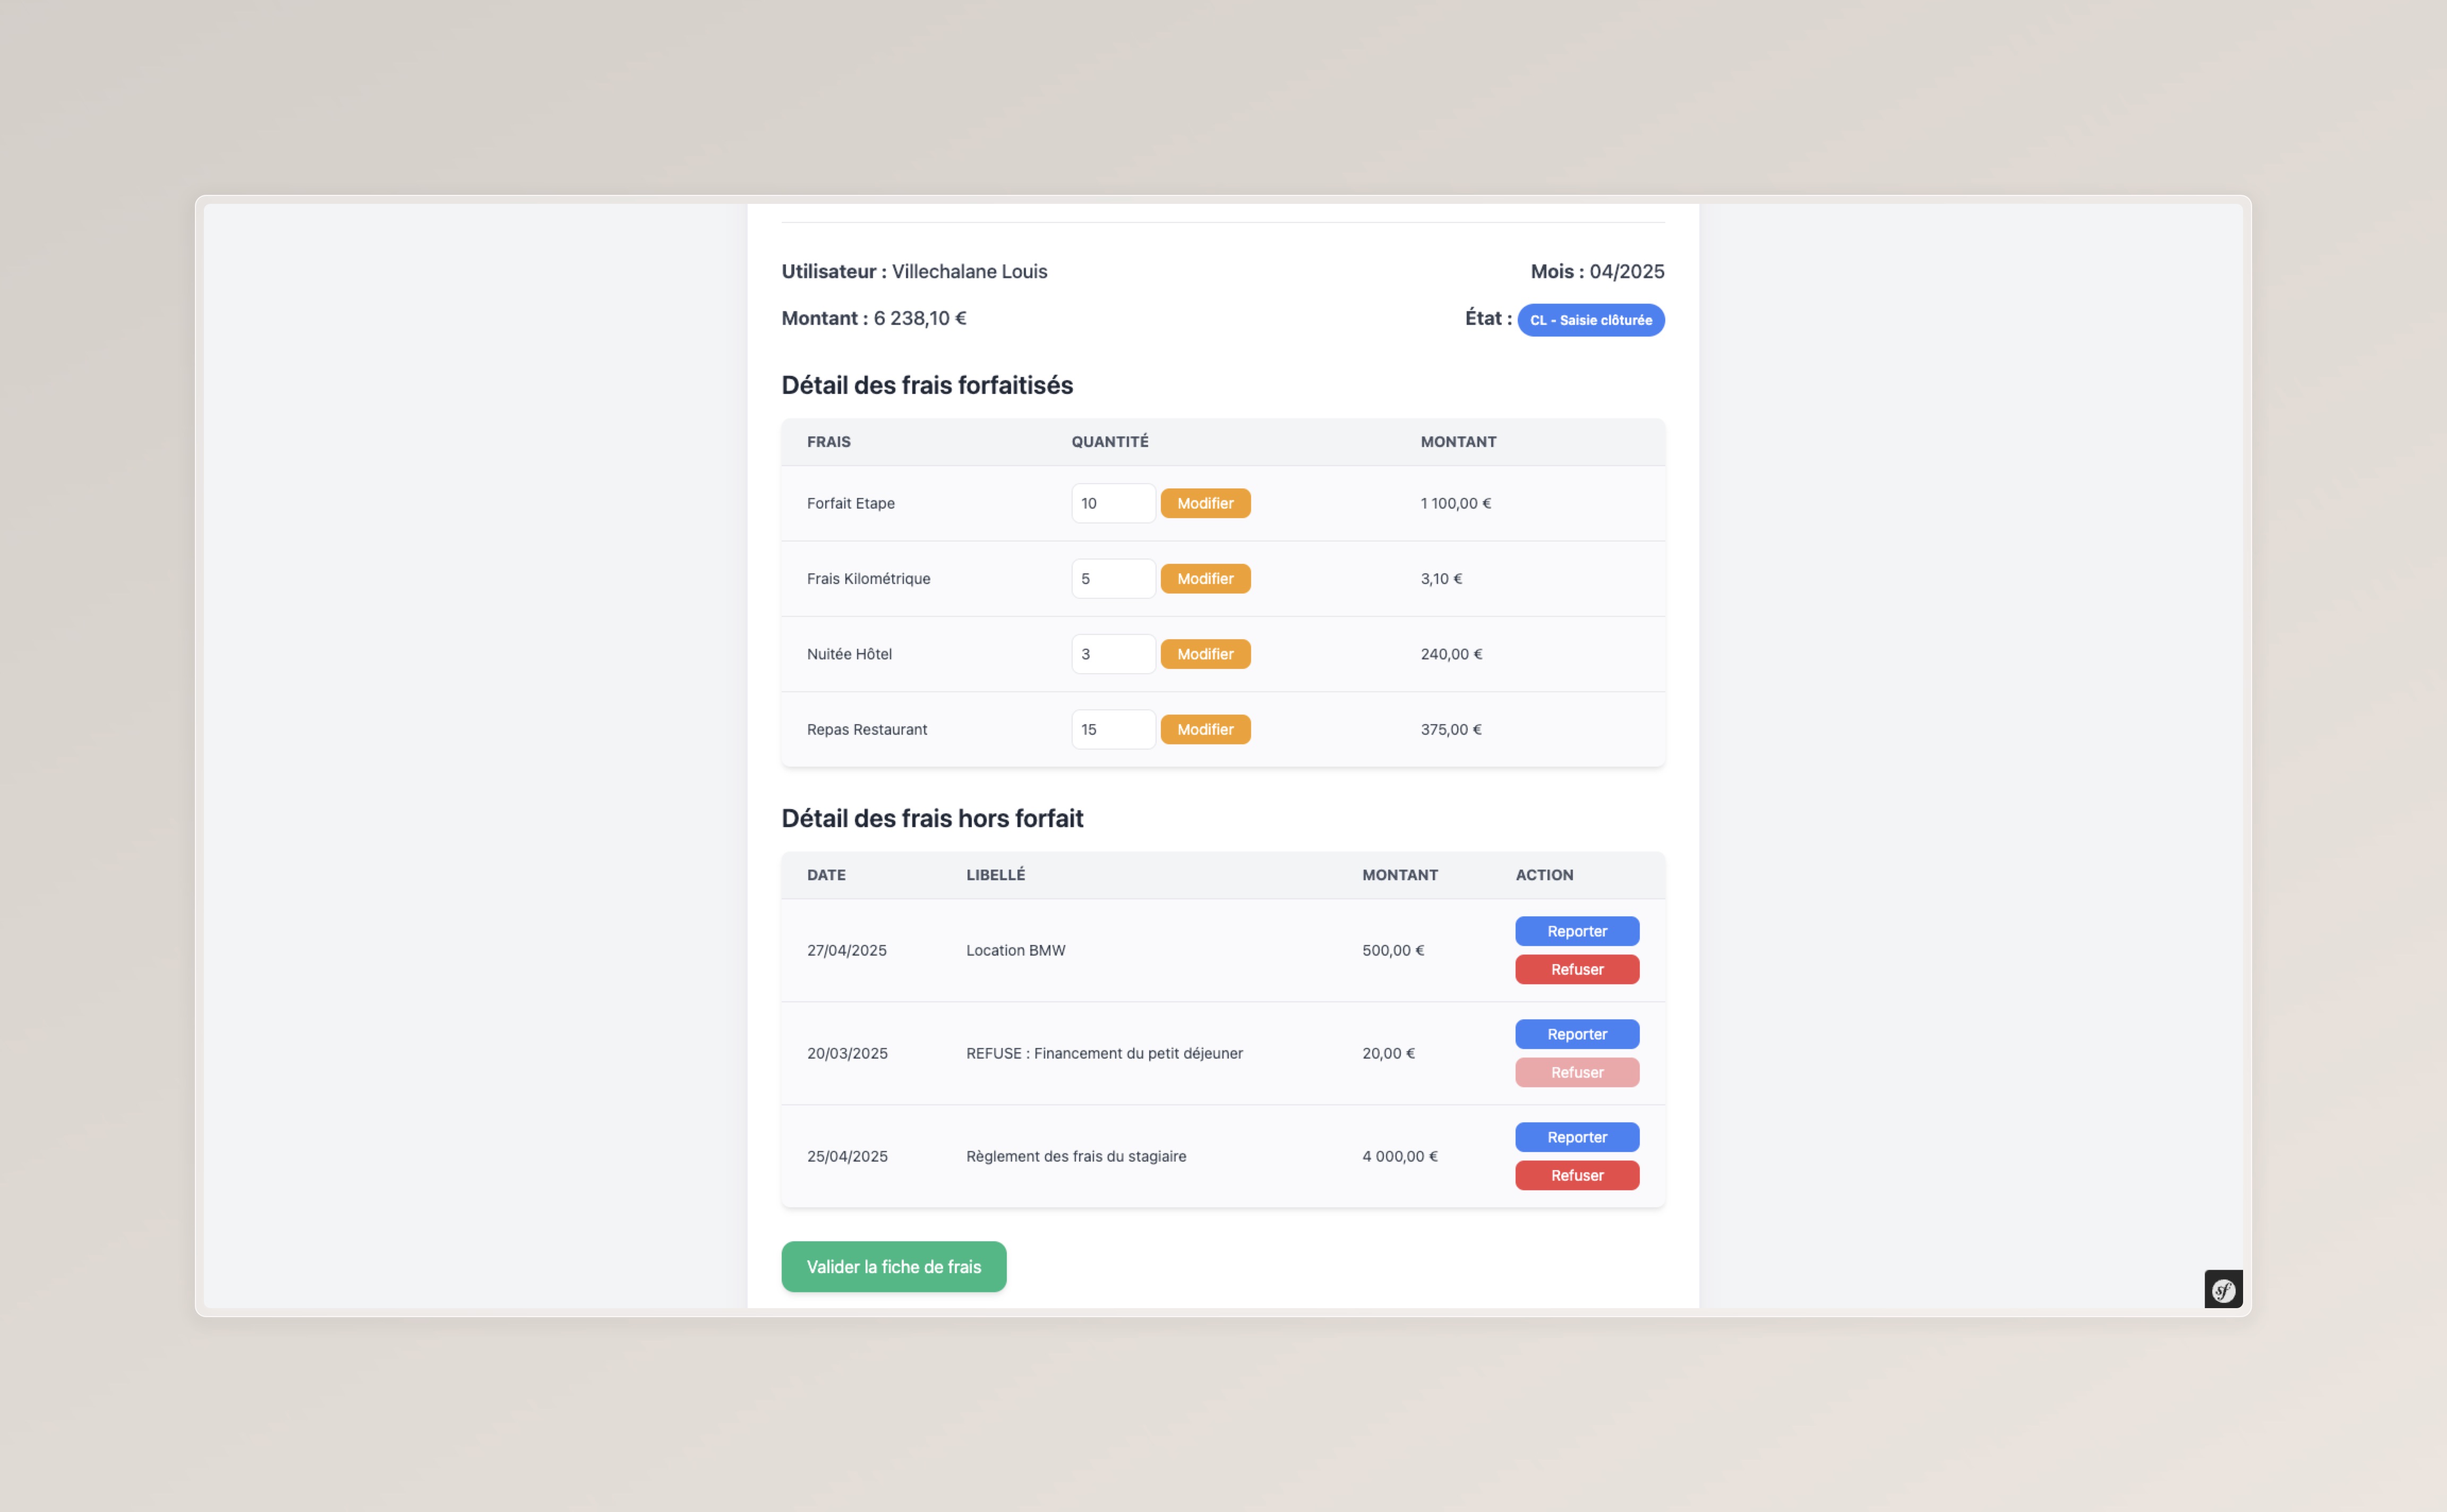 Utilisateur : Villechalane Louis Mois : 04/2025
Montant : 6 238,10 € État : CL - Saisie clôturée
Détail des frais forfaitisés
FRAIS QUANTITÉ MONTANT
Forfait Etape 10 Modifier 1 100,00 €
Frais Kilométrique 5 Modifier 3,10 €
Nuitée Hôtel 3 Modifier 240,00 €
Repas Restaurant 15 Modifier 375,00 €
Détail des frais hors forfait
DATE LIBELLÉ MONTANT ACTION
Reporter
27/04/2025 Location BMW 500,00 €
Refuser
Reporter
20/03/2025 REFUSE : Financement du petit déjeuner 20,00 €
Refuser
Reporter
25/04/2025 Règlement des frais du stagiaire 4 000,00 €
Refuser
Valider la fiche de frais
sf